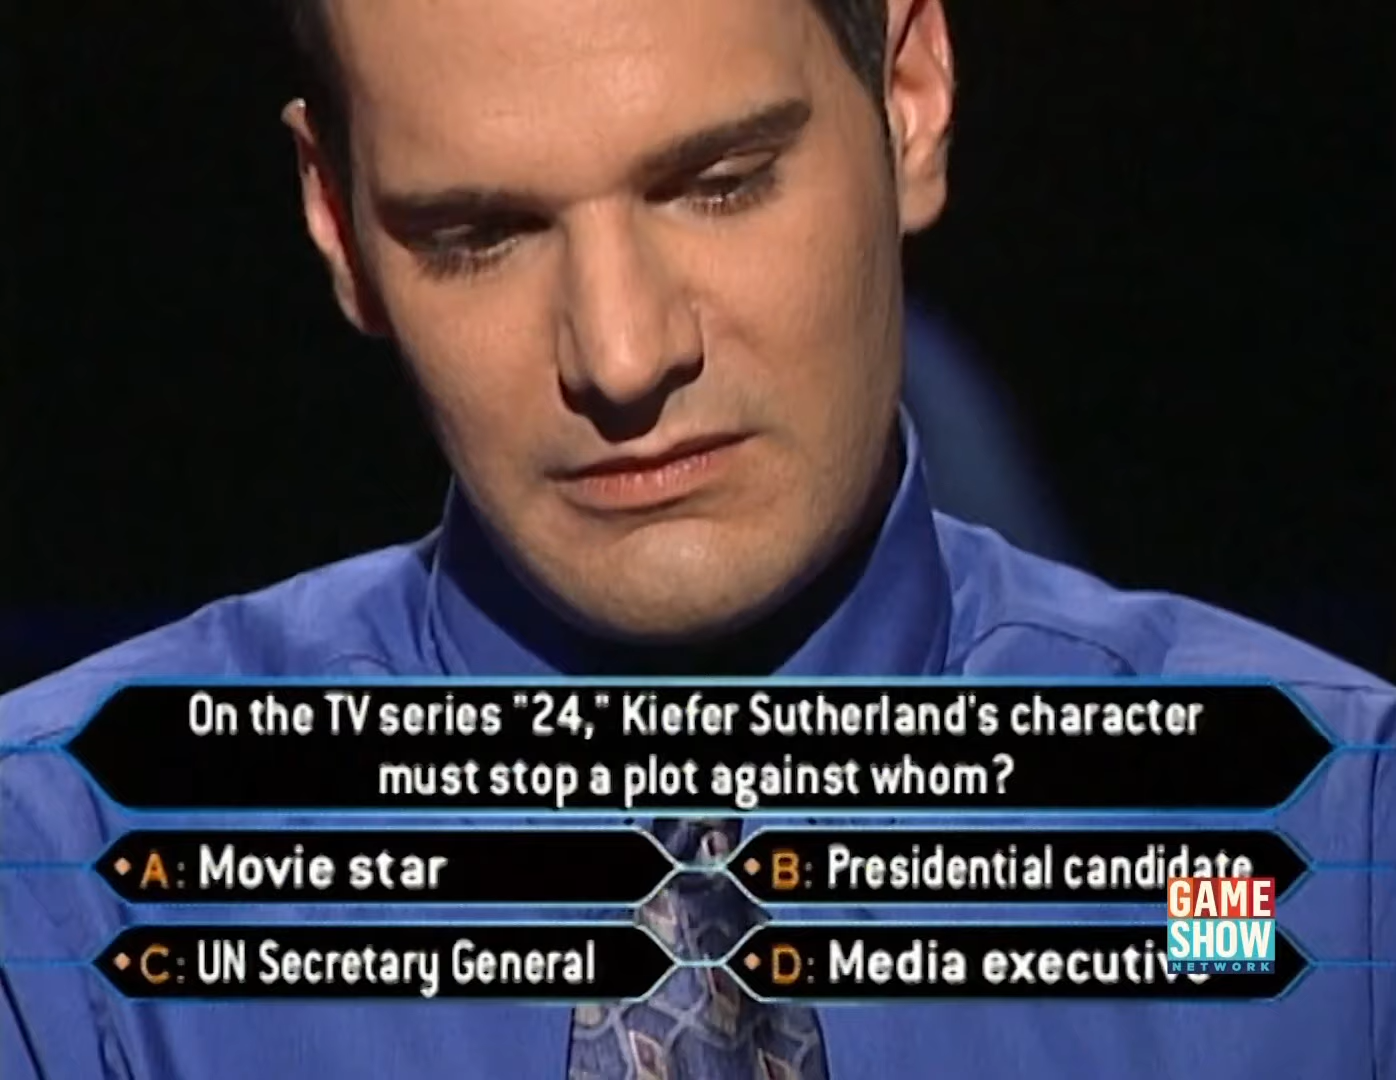 On the TV series "24," Kiefer Sutherland's character
must stop a plot against whom?
A: Movie star
B: Presidential candidate
C: UN Secretary General
D: Media executive
GAME
SHOW
NETWORK